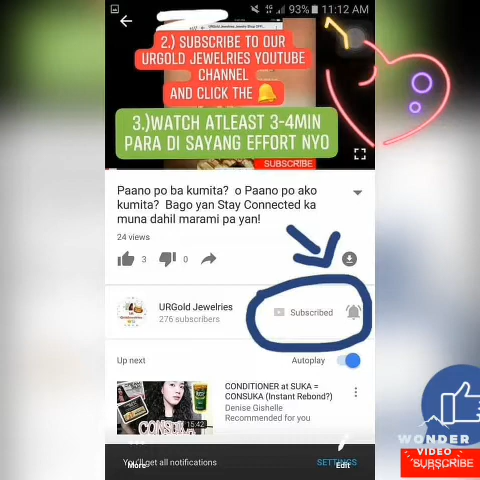 93% 11:12 AM
2.) SUBSCRIBE TO OUR
URGOLD JEWELRIES YOUTUBE
CHANNEL
AND CLICK THE
3.)WATCH ATLEAST 3-4MIN
PARA DI SAYANG EFFORT NYO
SUBSCRIBE
Paano po ba kumita? o Paano po ako
kumita? Bago yan Stay Connected ka
muna dahil marami pa yan!
24 views
3 0
URGold Jewelries
276 subscribers
Subscribed
Up next
Autoplay
CONDITIONER at SUKA =
CONSUKA (Instant Rebond?)
Denise Gishelle
Recommended for you
CONSUKA
15:42
You'll get all notifications
SETTINGS
More
Edit
WONDER
VIDEO
SUBSCRIBE